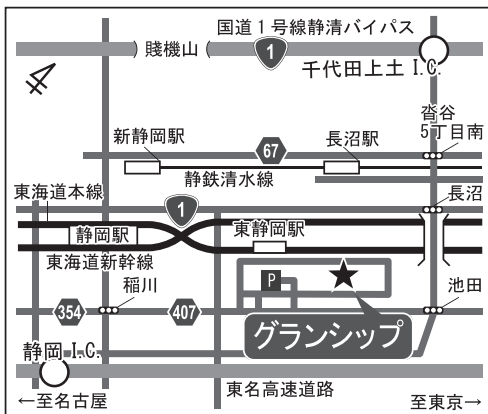 国道1号線静清バイパス
賤機山
1
千代田上土 I.C.
沓谷
5丁目南
新静岡駅
67
長沼駅
静鉄清水線
東海道本線
1
長沼
静岡駅
東静岡駅
東海道新幹線
稲川
P
354
407
池田
グランシップ
静岡 I.C.
←至名古屋
東名高速道路
至東京→